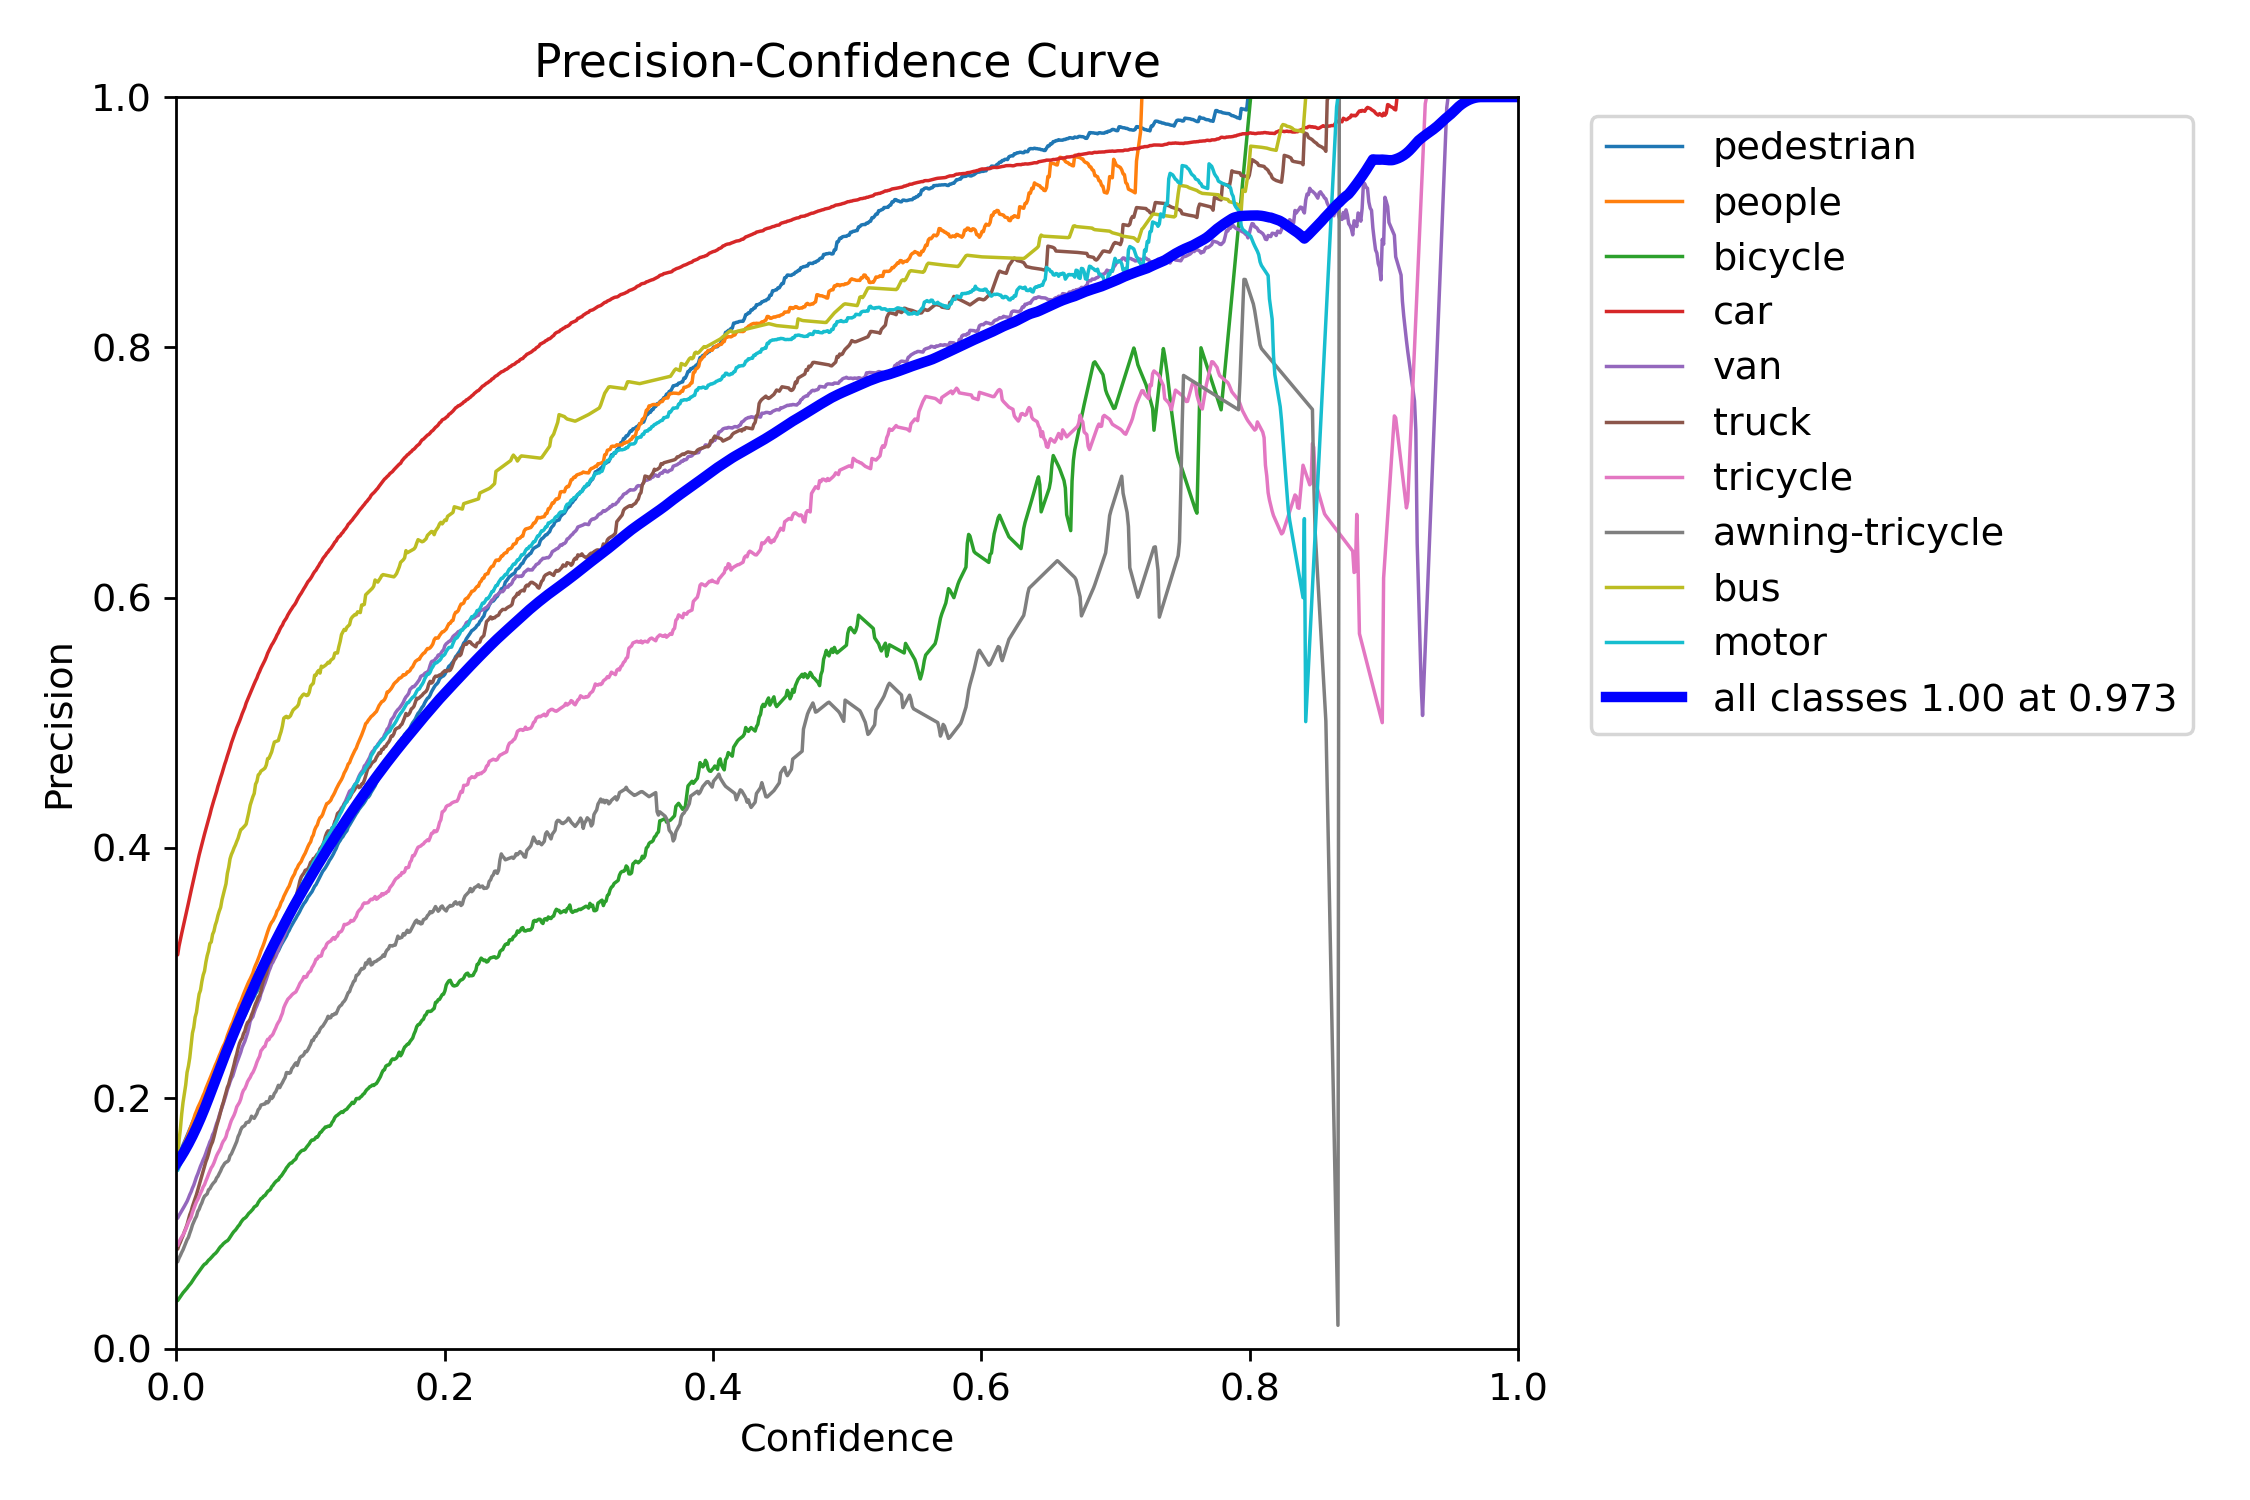 Precision-Confidence Curve
1.0
0.8
0.6
0.4
0.2
0.0
Precision
0.0 0.2 0.4 0.6 0.8 1.0
Confidence
pedestrian
people
bicycle
car
van
truck
tricycle
awning-tricycle
bus
motor
all classes 1.00 at 0.973